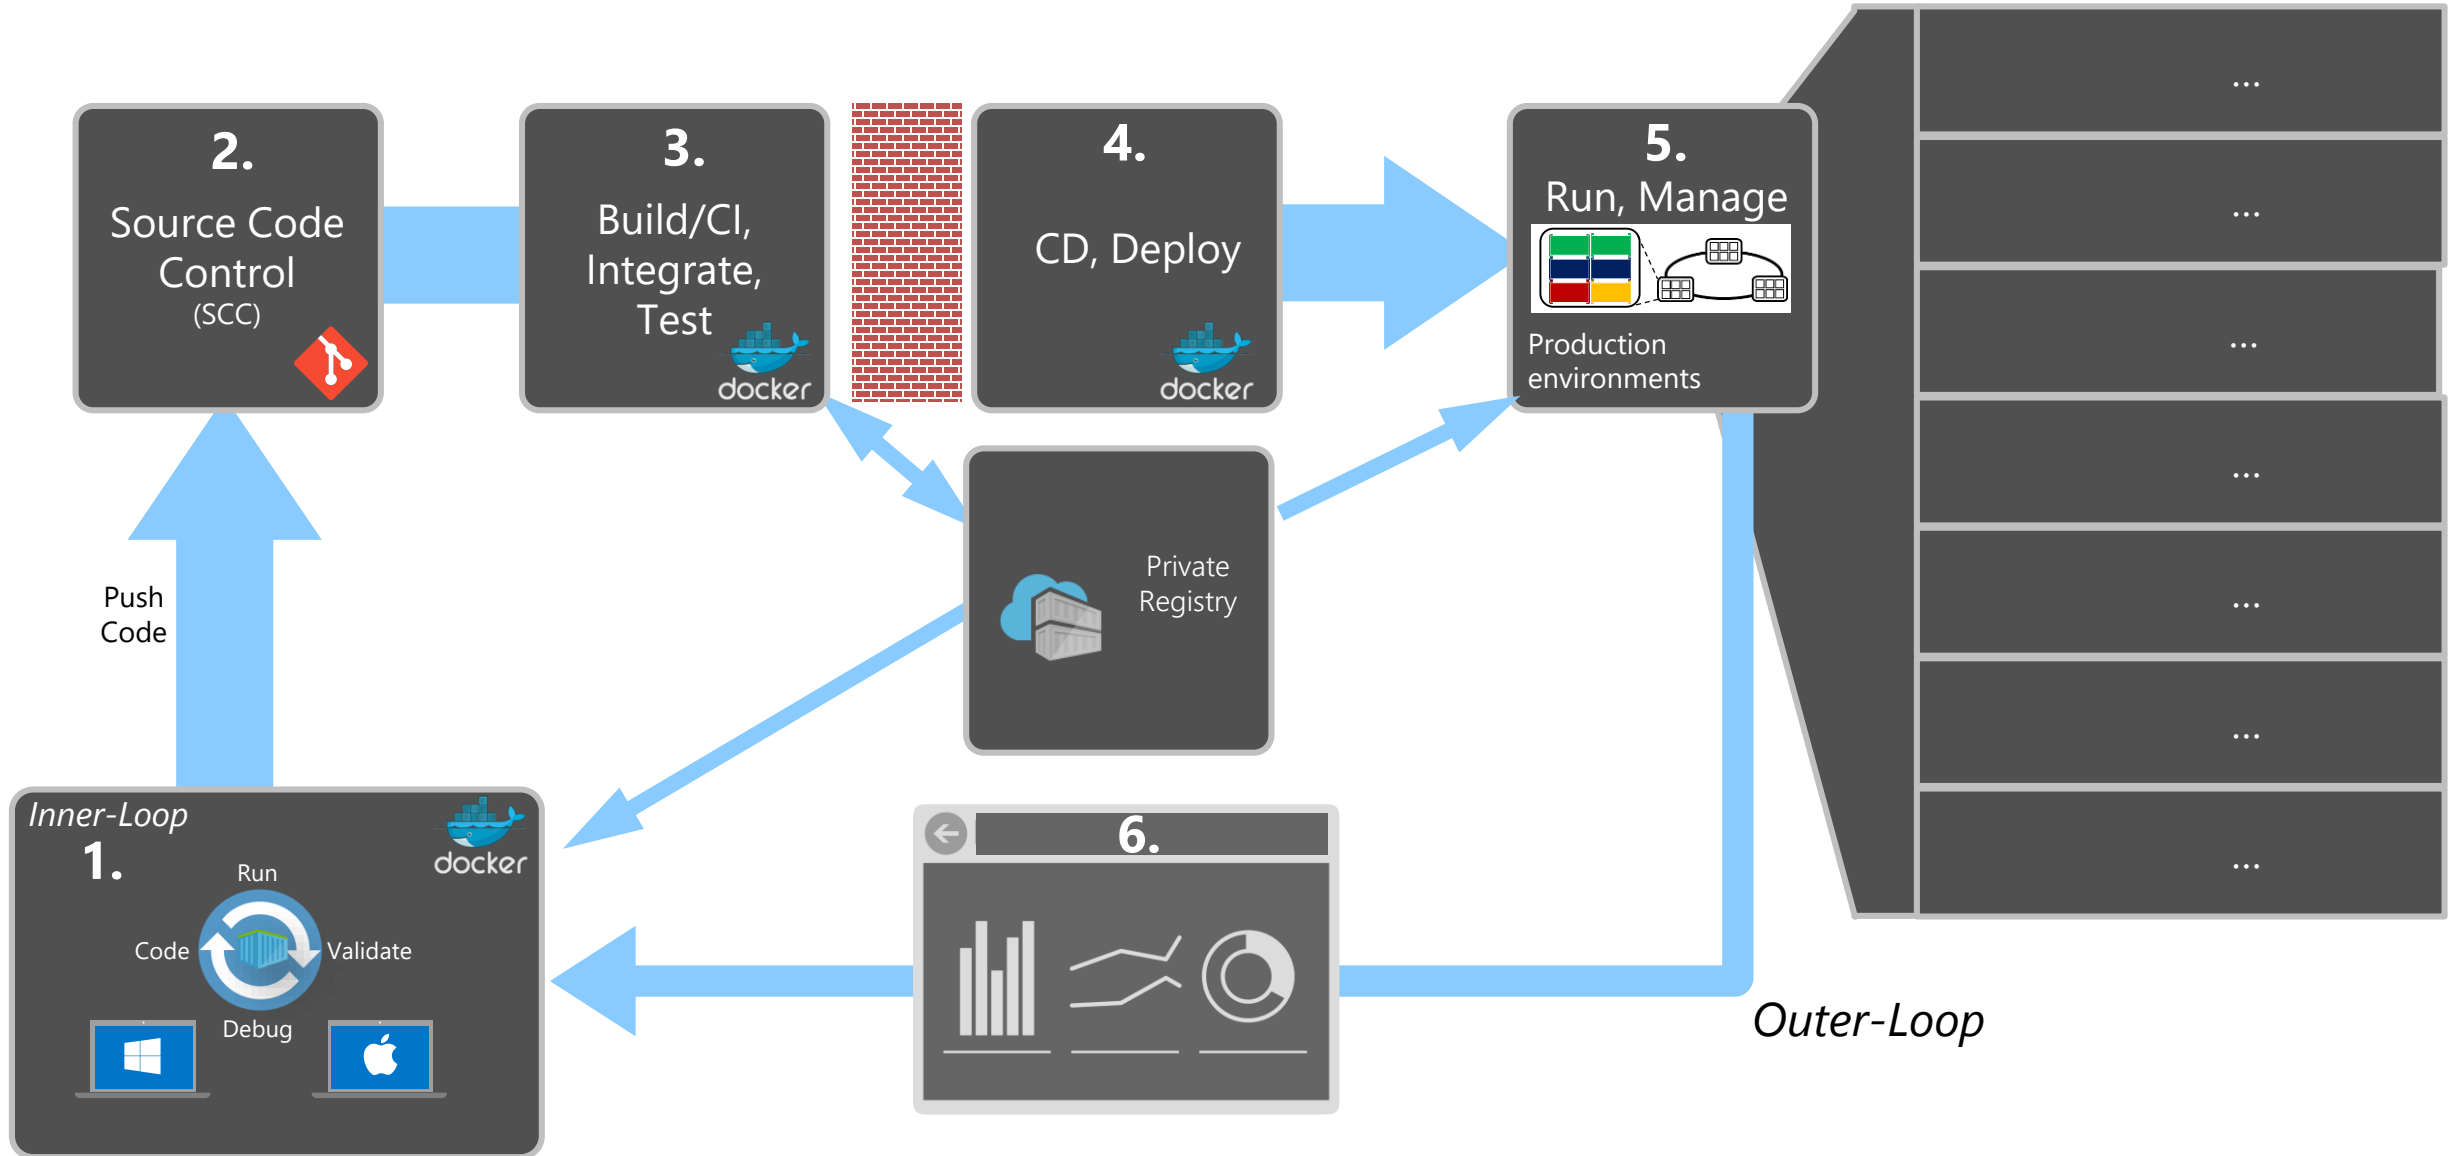 2.
Source Code
Control
(SCC)
3.
Build/CI,
Integrate,
Test
docker
4.
CD, Deploy
docker
5.
Run, Manage
Production
environments
...
...
...
...
...
...
...
Push
Code
Private
Registry
Inner-Loop
1.
docker
Run
Code
Validate
Debug
6.
Outer-Loop